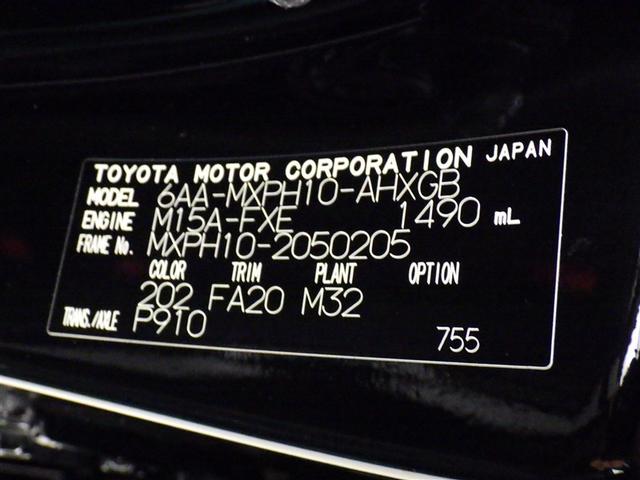 TOYOTA MOTOR CORPORATION JAPAN
MODEL 6AA-MXPH10-AHXGB
ENGINE M15A-FXE 1490 mL
FRAME No. MXPH10-2050205
COLOR TRIM PLANT OPTION
202 FA20 M32
TRANS./AXLE P910
755